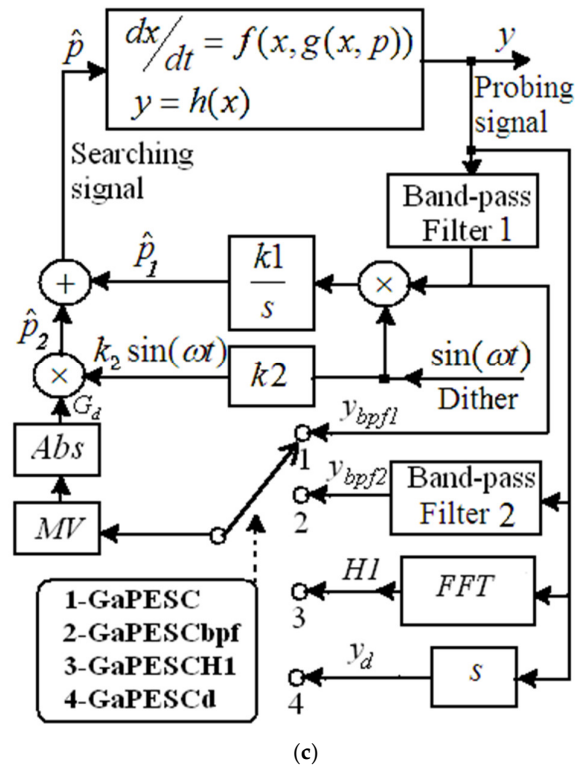 p̂
dx/dt = f(x, g(x, p))
y = h(x)
y
Probing
signal
Searching
signal
Band-pass
Filter 1
+
p̂1
k1
s
×
p̂2
k2 sin(ωt)
k2
sin(ωt)
Dither
×
Gd
Abs
MV
ybpf1
1
ybpf2
2
Band-pass
Filter 2
H1
3
FFT
yd
4
s
1-GaPESC
2-GaPESCbpf
3-GaPESCH1
4-GaPESCd
(c)